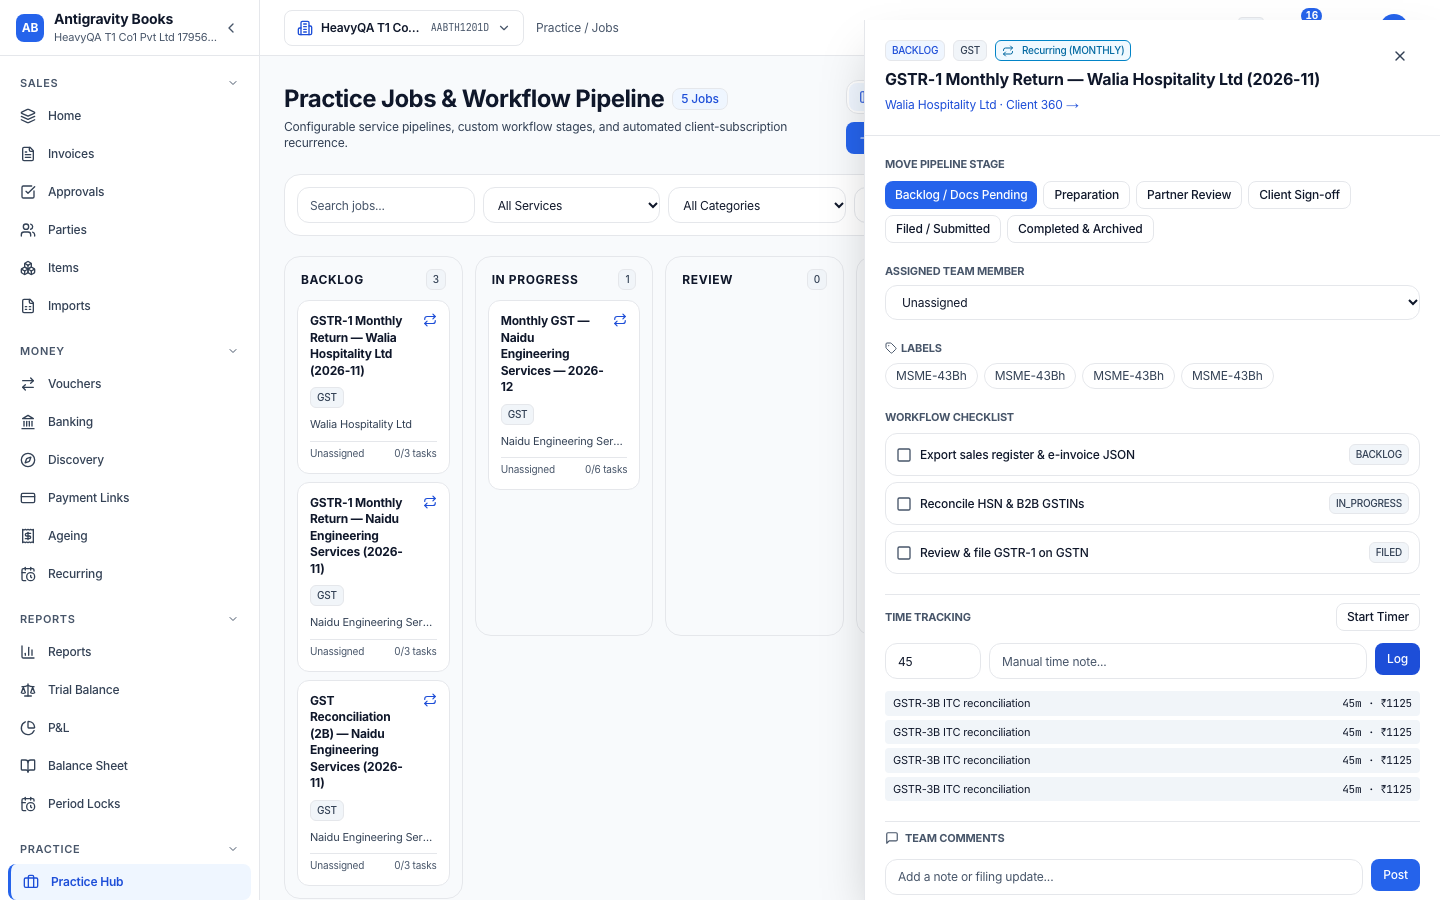 AB
Antigravity Books
HeavyQA T1 Co1 Pvt Ltd 17956...
SALES
Home
Invoices
Approvals
Parties
Items
Imports
MONEY
Vouchers
Banking
Discovery
Payment Links
Ageing
Recurring
REPORTS
Reports
Trial Balance
P&L
Balance Sheet
Period Locks
PRACTICE
Practice Hub
HeavyQA T1 Co... AABTH1201D
Practice / Jobs
16
Practice Jobs & Workflow Pipeline 5 Jobs
Configurable service pipelines, custom workflow stages, and automated client-subscription
recurrence.
Search jobs...
All Services
All Categories
BACKLOG 3
GSTR-1 Monthly
Return — Walia
Hospitality Ltd
(2026-11)
GST
Walia Hospitality Ltd
Unassigned 0/3 tasks
GSTR-1 Monthly
Return — Naidu
Engineering
Services (2026-
11)
GST
Naidu Engineering Ser...
Unassigned 0/3 tasks
GST
Reconciliation
(2B) — Naidu
Engineering
Services (2026-
11)
GST
Naidu Engineering Ser...
Unassigned 0/3 tasks
IN PROGRESS 1
Monthly GST —
Naidu
Engineering
Services — 2026-
12
GST
Naidu Engineering Ser...
Unassigned 0/6 tasks
REVIEW 0
BACKLOG GST Recurring (MONTHLY)
GSTR-1 Monthly Return — Walia Hospitality Ltd (2026-11)
Walia Hospitality Ltd · Client 360 →
MOVE PIPELINE STAGE
Backlog / Docs Pending Preparation Partner Review Client Sign-off
Filed / Submitted Completed & Archived
ASSIGNED TEAM MEMBER
Unassigned
LABELS
MSME-43Bh MSME-43Bh MSME-43Bh MSME-43Bh
WORKFLOW CHECKLIST
Export sales register & e-invoice JSON BACKLOG
Reconcile HSN & B2B GSTINs IN_PROGRESS
Review & file GSTR-1 on GSTN FILED
TIME TRACKING Start Timer
45 Manual time note... Log
GSTR-3B ITC reconciliation 45m · ₹1125
GSTR-3B ITC reconciliation 45m · ₹1125
GSTR-3B ITC reconciliation 45m · ₹1125
GSTR-3B ITC reconciliation 45m · ₹1125
TEAM COMMENTS
Add a note or filing update... Post